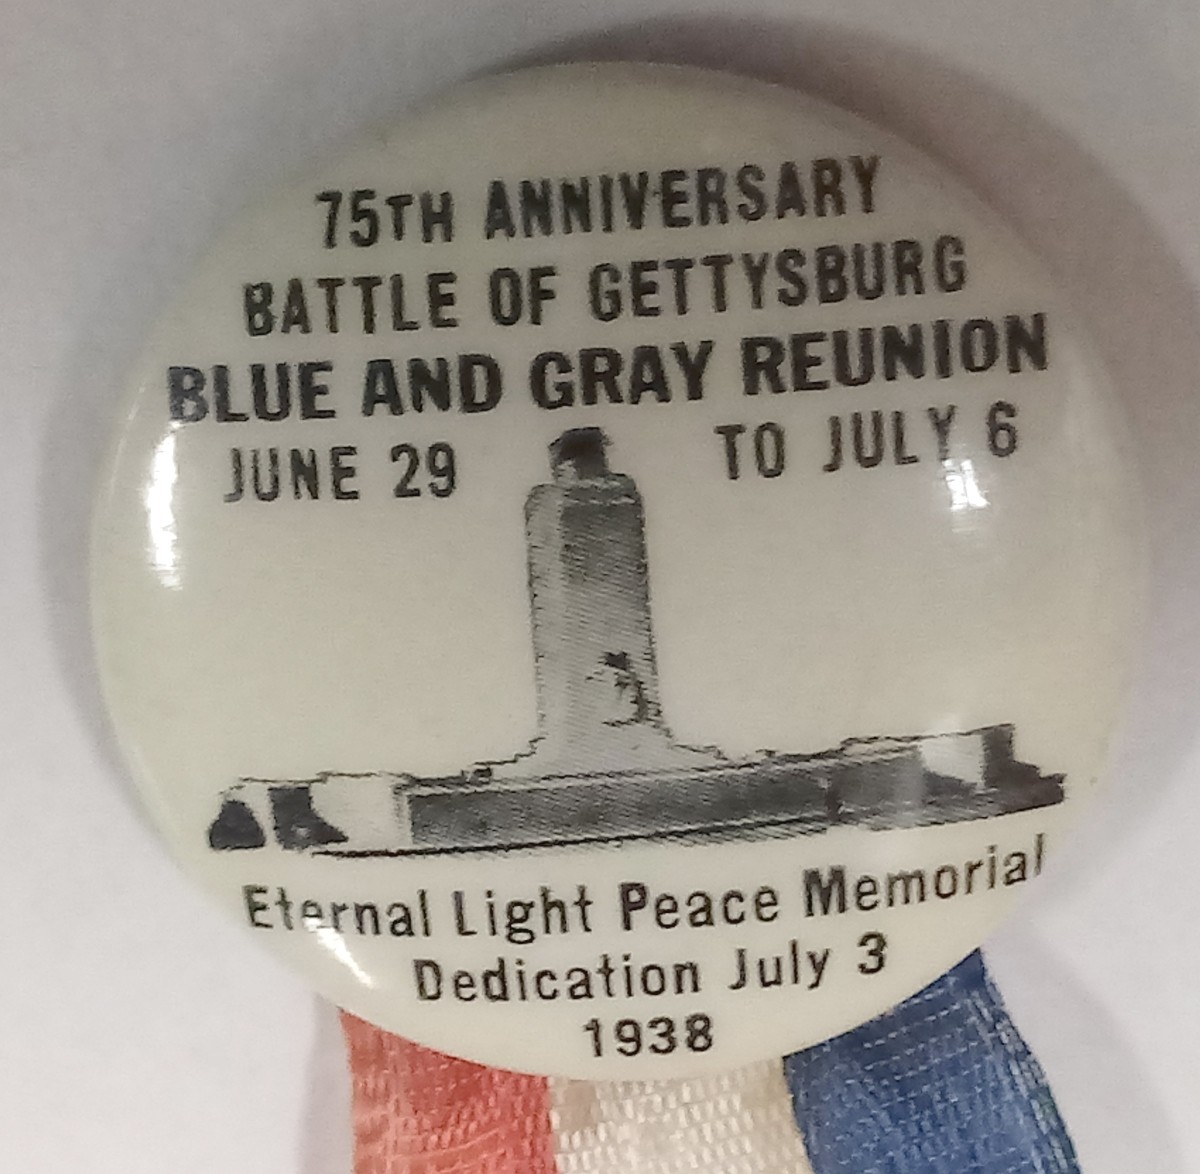 75TH ANNIVERSARY
BATTLE OF GETTYSBURG
BLUE AND GRAY REUNION
JUNE 29 TO JULY 6
Eternal Light Peace Memorial
Dedication July 3
1938